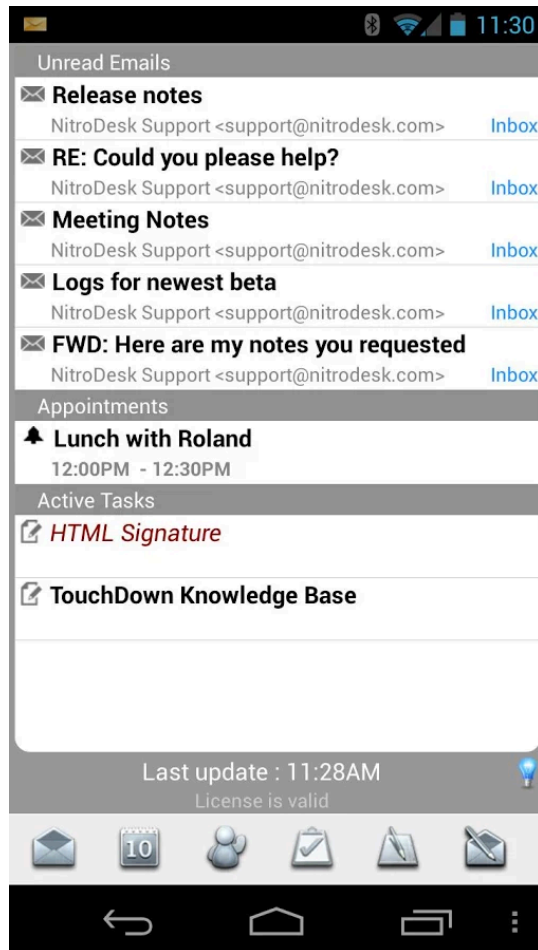 11:30
Unread Emails
Release notes
NitroDesk Support <support@nitrodesk.com> Inbox
RE: Could you please help?
NitroDesk Support <support@nitrodesk.com> Inbox
Meeting Notes
NitroDesk Support <support@nitrodesk.com> Inbox
Logs for newest beta
NitroDesk Support <support@nitrodesk.com> Inbox
FWD: Here are my notes you requested
NitroDesk Support <support@nitrodesk.com> Inbox
Appointments
Lunch with Roland
12:00PM - 12:30PM
Active Tasks
HTML Signature
TouchDown Knowledge Base
Last update : 11:28AM
License is valid
10